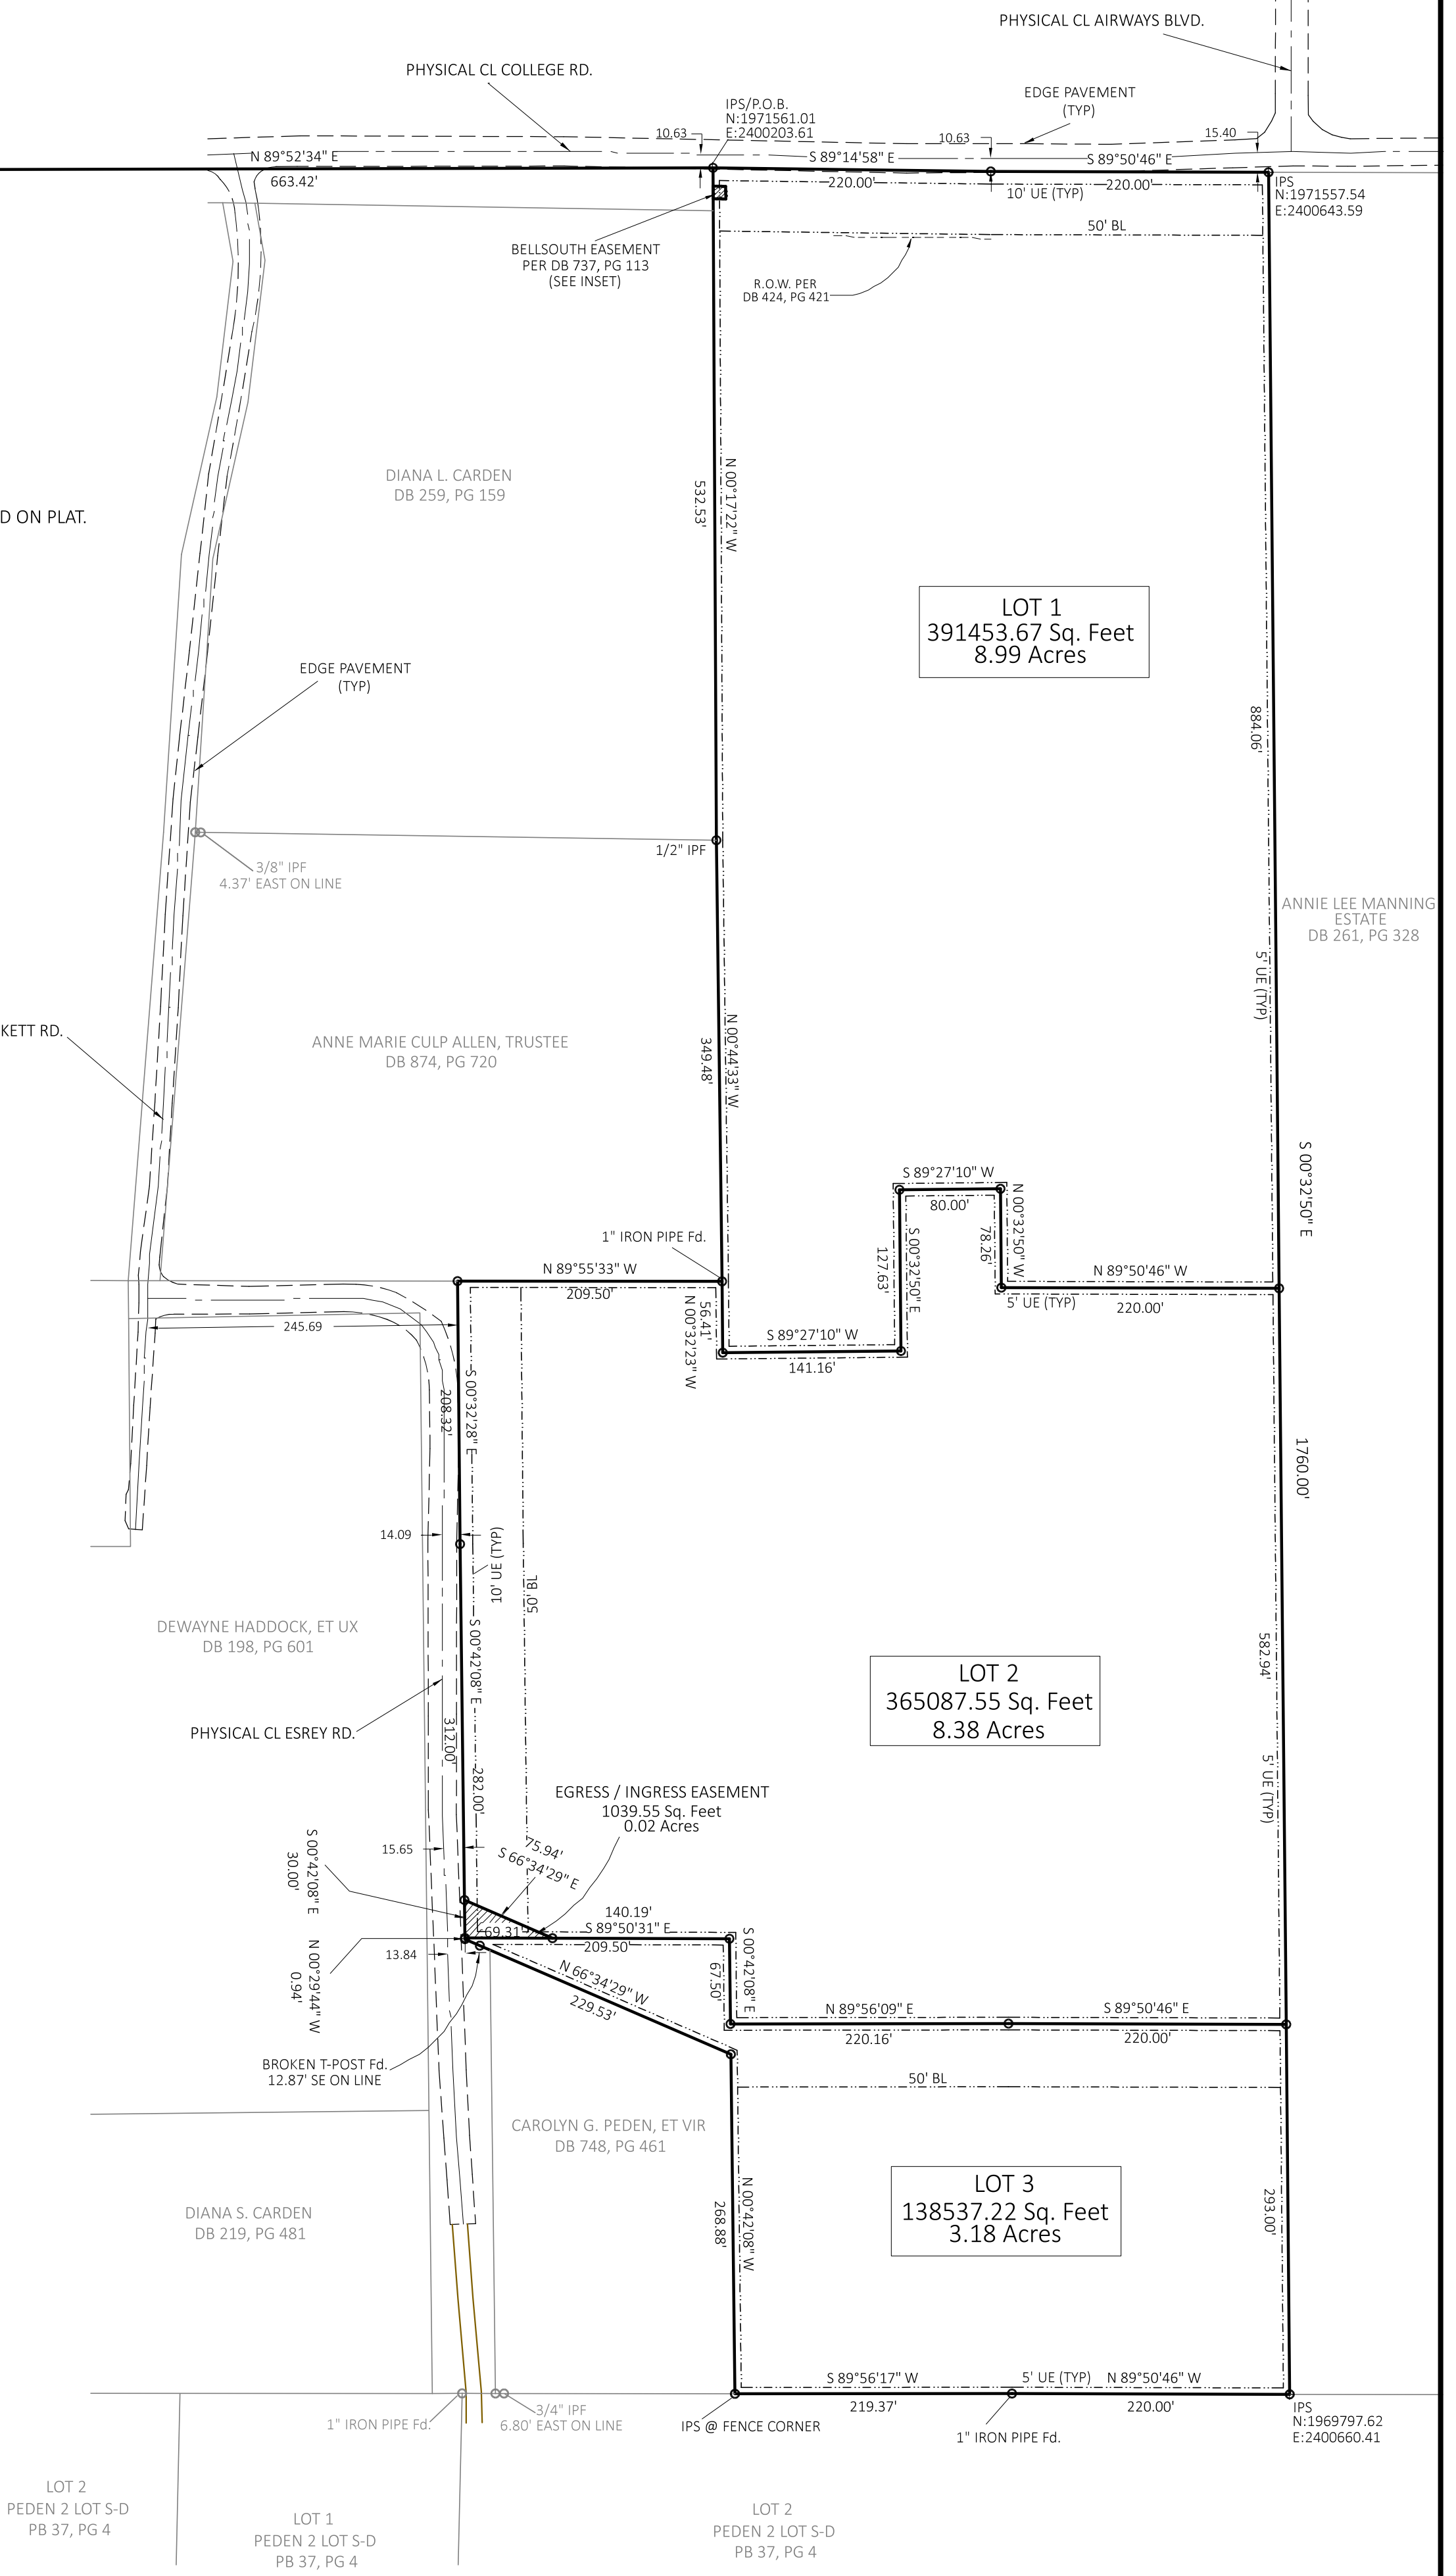 PHYSICAL CL AIRWAYS BLVD.
PHYSICAL CL COLLEGE RD.
EDGE PAVEMENT
(TYP)
IPS/P.O.B.
N:1971561.01
E:2400203.61
10.63
10.63
15.40
N 89°52'34" E
663.42'
S 89°14'58" E
220.00'
S 89°50'46" E
220.00'
10' UE (TYP)
IPS
N:1971557.54
E:2400643.59
50' BL
BELLSOUTH EASEMENT
PER DB 737, PG 113
(SEE INSET)
R.O.W. PER
DB 424, PG 421
DIANA L. CARDEN
DB 259, PG 159
D ON PLAT.
532.53'
N 00°17'22" W
LOT 1
391453.67 Sq. Feet
8.99 Acres
EDGE PAVEMENT
(TYP)
884.06'
1/2" IPF
3/8" IPF
4.37' EAST ON LINE
ANNIE LEE MANNING
ESTATE
DB 261, PG 328
5' UE (TYP)
KETT RD.
ANNE MARIE CULP ALLEN, TRUSTEE
DB 874, PG 720
349.48'
N 00°44'33" W
S 00°32'50" E
S 89°27'10" W
80.00'
78.26'
N 00°32'50" W
127.63'
S 00°32'50" E
1" IRON PIPE Fd.
N 89°55'33" W
209.50'
N 89°50'46" W
220.00'
5' UE (TYP)
56.41'
N 00°32'23" W
S 89°27'10" W
141.16'
245.69
208.32'
S 00°32'28" E
1760.00'
14.09
10' UE (TYP)
50' BL
DEWAYNE HADDOCK, ET UX
DB 198, PG 601
S 00°42'08" E
582.94'
LOT 2
365087.55 Sq. Feet
8.38 Acres
PHYSICAL CL ESREY RD.
312.00'
282.00'
EGRESS / INGRESS EASEMENT
1039.55 Sq. Feet
0.02 Acres
5' UE (TYP)
75.94'
S 66°34'29" E
15.65
S 00°42'08" E
30.00'
140.19'
S 89°50'31" E
69.31'
209.50'
13.84
N 00°29'44" W
0.94'
67.50'
S 00°42'08" E
N 66°34'29" W
229.53'
N 89°56'09" E
220.16'
S 89°50'46" E
220.00'
BROKEN T-POST Fd.
12.87' SE ON LINE
50' BL
CAROLYN G. PEDEN, ET VIR
DB 748, PG 461
LOT 3
138537.22 Sq. Feet
3.18 Acres
DIANA S. CARDEN
DB 219, PG 481
268.88'
N 00°42'08" W
293.00'
S 89°56'17" W
219.37'
5' UE (TYP)
N 89°50'46" W
220.00'
1" IRON PIPE Fd.
3/4" IPF
6.80' EAST ON LINE
IPS @ FENCE CORNER
1" IRON PIPE Fd.
IPS
N:1969797.62
E:2400660.41
LOT 2
PEDEN 2 LOT S-D
PB 37, PG 4
LOT 1
PEDEN 2 LOT S-D
PB 37, PG 4
LOT 2
PEDEN 2 LOT S-D
PB 37, PG 4